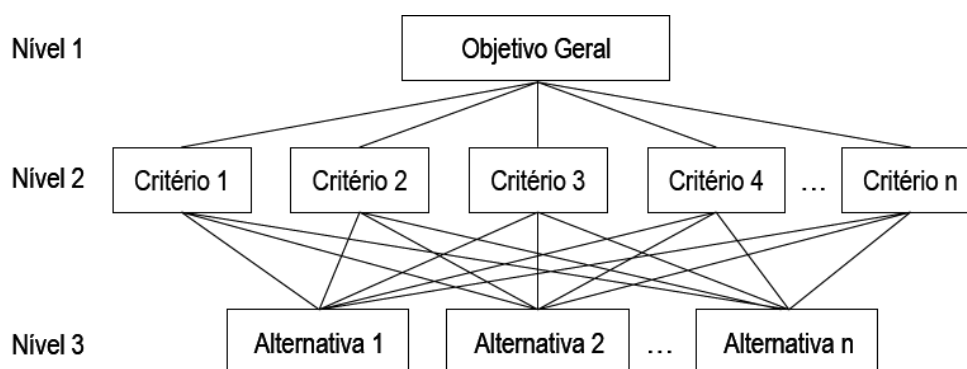 Nível 1
Objetivo Geral
Nível 2
Critério 1
Critério 2
Critério 3
Critério 4
...
Critério n
Nível 3
Alternativa 1
Alternativa 2
...
Alternativa n